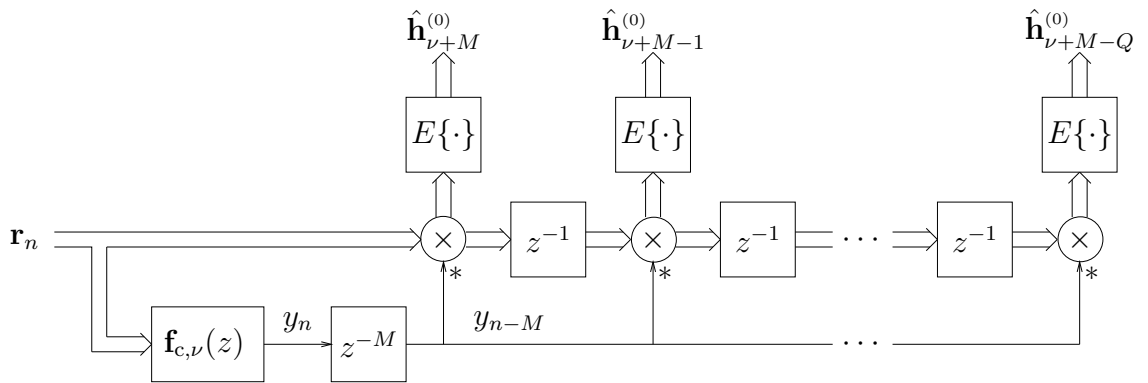 ĥ⁽⁰⁾_{ν+M} ĥ⁽⁰⁾_{ν+M−1} ĥ⁽⁰⁾_{ν+M−Q}
E{·} E{·} E{·}
r_n × z⁻¹ × z⁻¹ ··· z⁻¹ ×
* * *
f_{c,ν}(z) y_n z^{−M} y_{n−M} ···